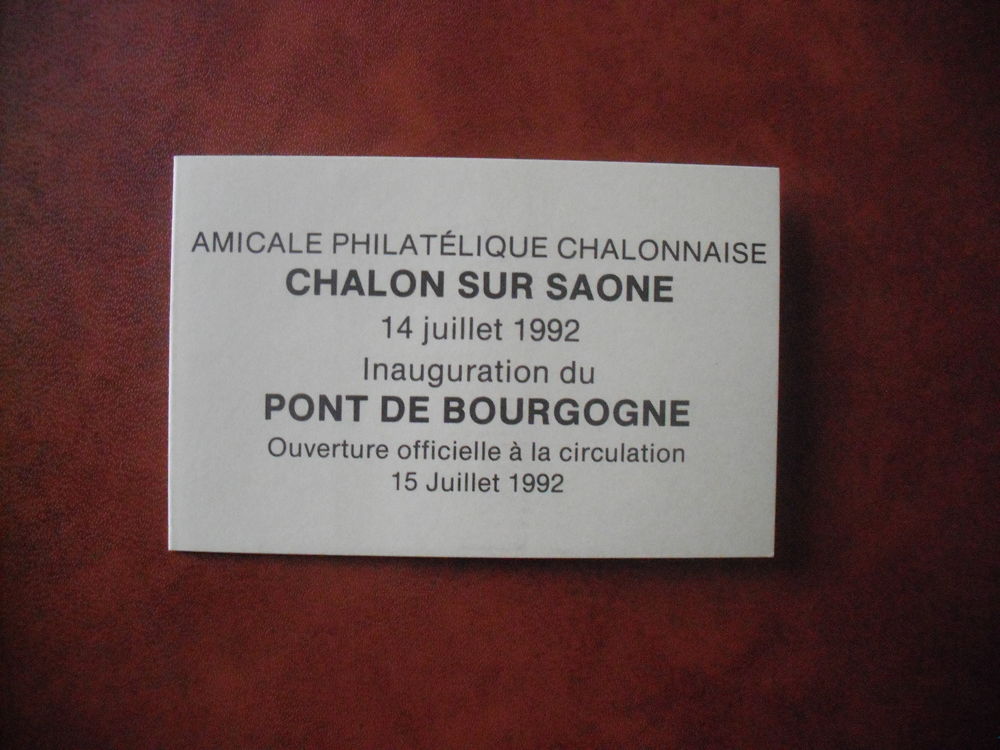 AMICALE PHILATÉLIQUE CHALONNAISE
CHALON SUR SAONE
14 juillet 1992
Inauguration du
PONT DE BOURGOGNE
Ouverture officielle à la circulation
15 Juillet 1992